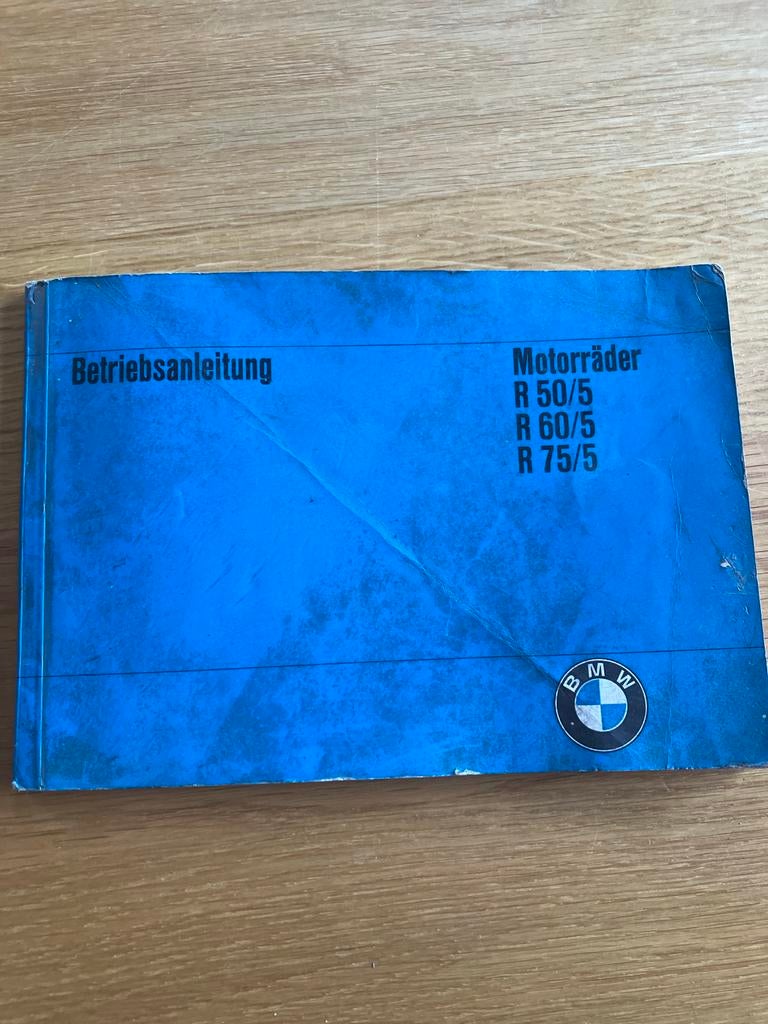 Betriebsanleitung
Motorräder
R 50/5
R 60/5
R 75/5
BMW